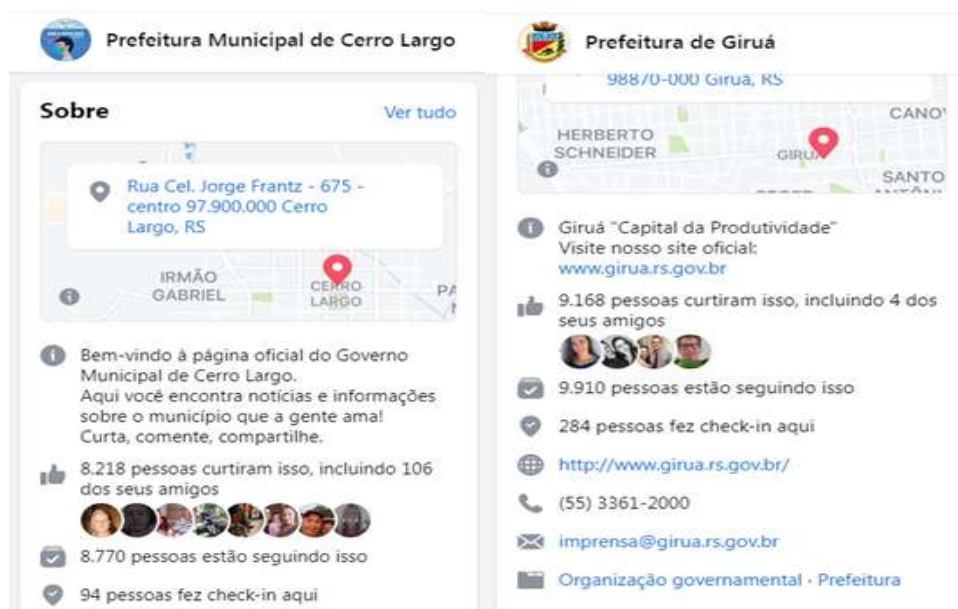 Prefeitura Municipal de Cerro Largo
Sobre
Ver tudo
Rua Cel. Jorge Frantz - 675 -
centro 97.900.000 Cerro
Largo, RS
IRMÃO
GABRIEL
CERRO
LARGO
Bem-vindo à página oficial do Governo
Municipal de Cerro Largo.
Aqui você encontra notícias e informações
sobre o município que a gente ama!
Curta, comente, compartilhe.
8.218 pessoas curtiram isso, incluindo 106
dos seus amigos
8.770 pessoas estão seguindo isso
94 pessoas fez check-in aqui
Prefeitura de Giruá
98870-000 Giruá, RS
CANO
HERBERTO
SCHNEIDER
GIRUÁ
SANTO
Giruá "Capital da Produtividade"
Visite nosso site oficial:
www.girua.rs.gov.br
9.168 pessoas curtiram isso, incluindo 4 dos
seus amigos
9.910 pessoas estão seguindo isso
284 pessoas fez check-in aqui
http://www.girua.rs.gov.br/
(55) 3361-2000
imprensa@girua.rs.gov.br
Organização governamental · Prefeitura